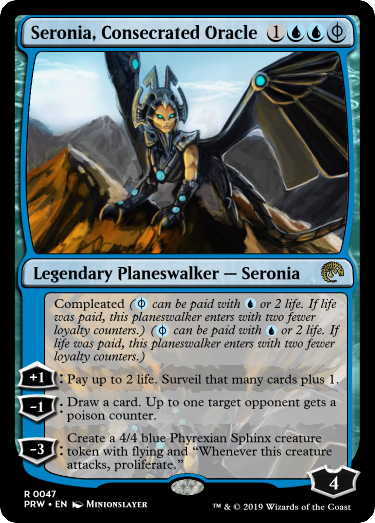 Seronia, Consecrated Oracle 1
Legendary Planeswalker — Seronia
Compleated ( can be paid with or 2 life. If life
was paid, this planeswalker enters with two fewer
loyalty counters.) ( can be paid with or 2 life. If
life was paid, this planeswalker enters with two fewer
loyalty counters.)
+1: Pay up to 2 life. Surveil that many cards plus 1.
-1: Draw a card. Up to one target opponent gets a
poison counter.
-3: Create a 4/4 blue Phyrexian Sphinx creature
token with flying and “Whenever this creature
attacks, proliferate.”
4
R 0047
PRW • EN MINIONSLAYER
™ & © 2019 Wizards of the Coast